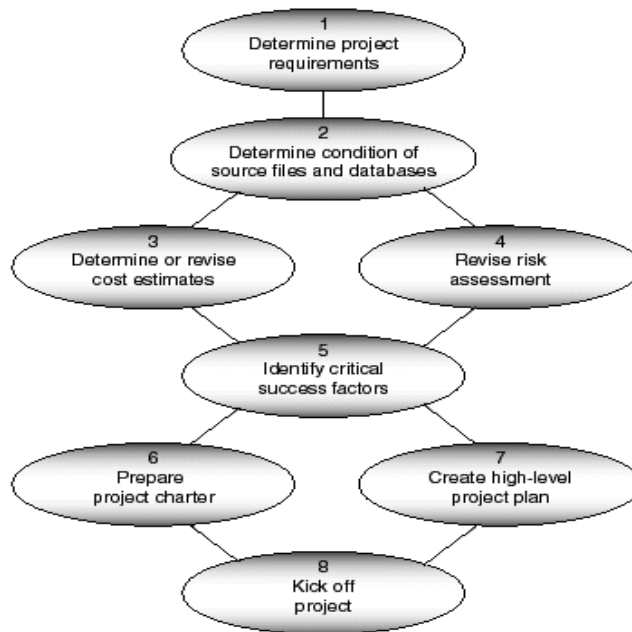 1
Determine project
requirements
2
Determine condition of
source files and databases
3
Determine or revise
cost estimates
4
Revise risk
assessment
5
Identify critical
success factors
6
Prepare
project charter
7
Create high-level
project plan
8
Kick off
project